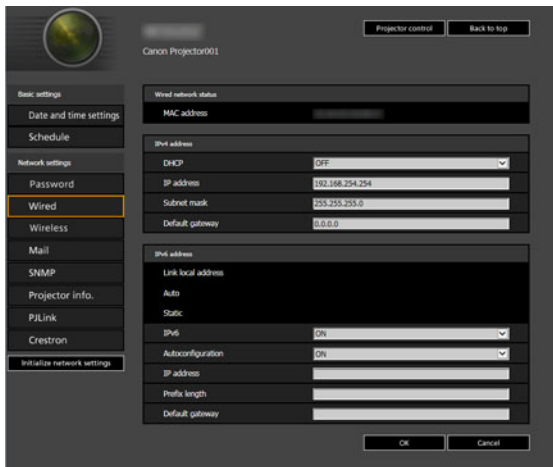 Projector control
Back to top
Canon Projector001
Basic settings
Date and time settings
Schedule
Network settings
Password
Wired
Wireless
Mail
SNMP
Projector info.
PJLink
Crestron
Initialize network settings
Wired network status
MAC address
IPv4 address
DHCP OFF
IP address 192.168.254.254
Subnet mask 255.255.255.0
Default gateway 0.0.0.0
IPv6 address
Link local address
Auto
Static
IPv6 ON
Autoconfiguration ON
IP address
Prefix length
Default gateway
OK
Cancel